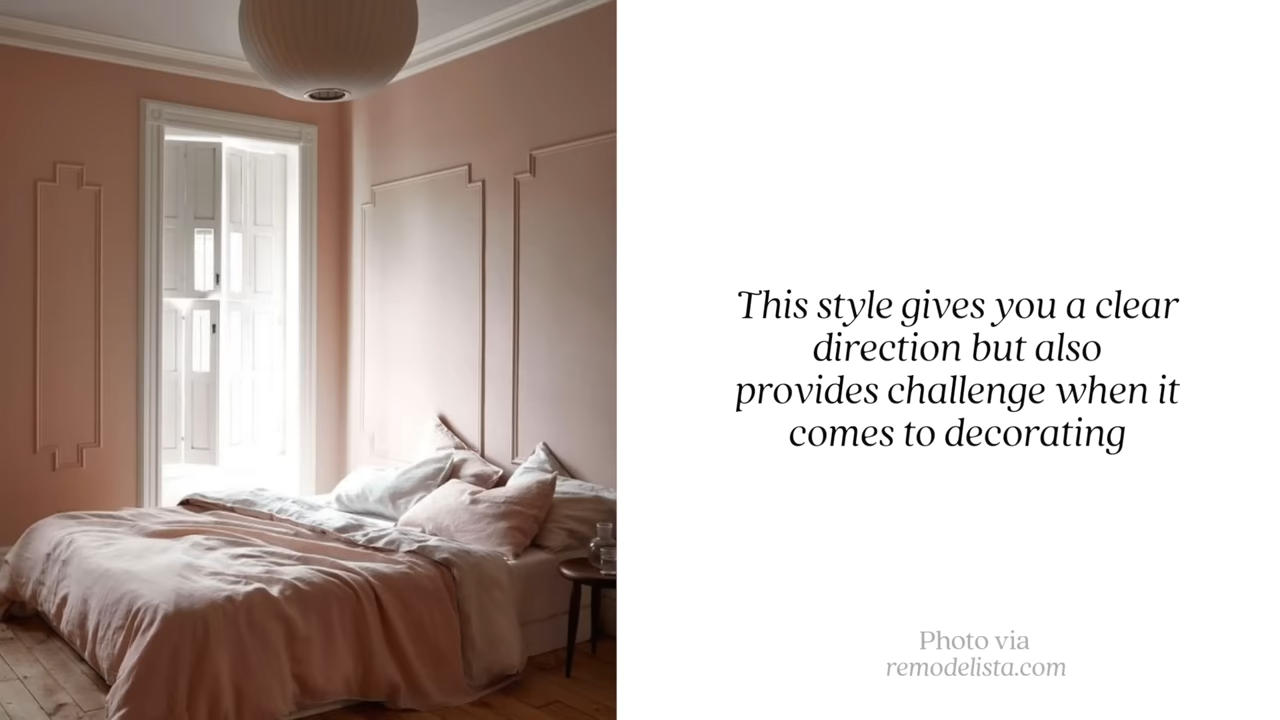 This style gives you a clear
direction but also
provides challenge when it
comes to decorating
Photo via
remodelista.com